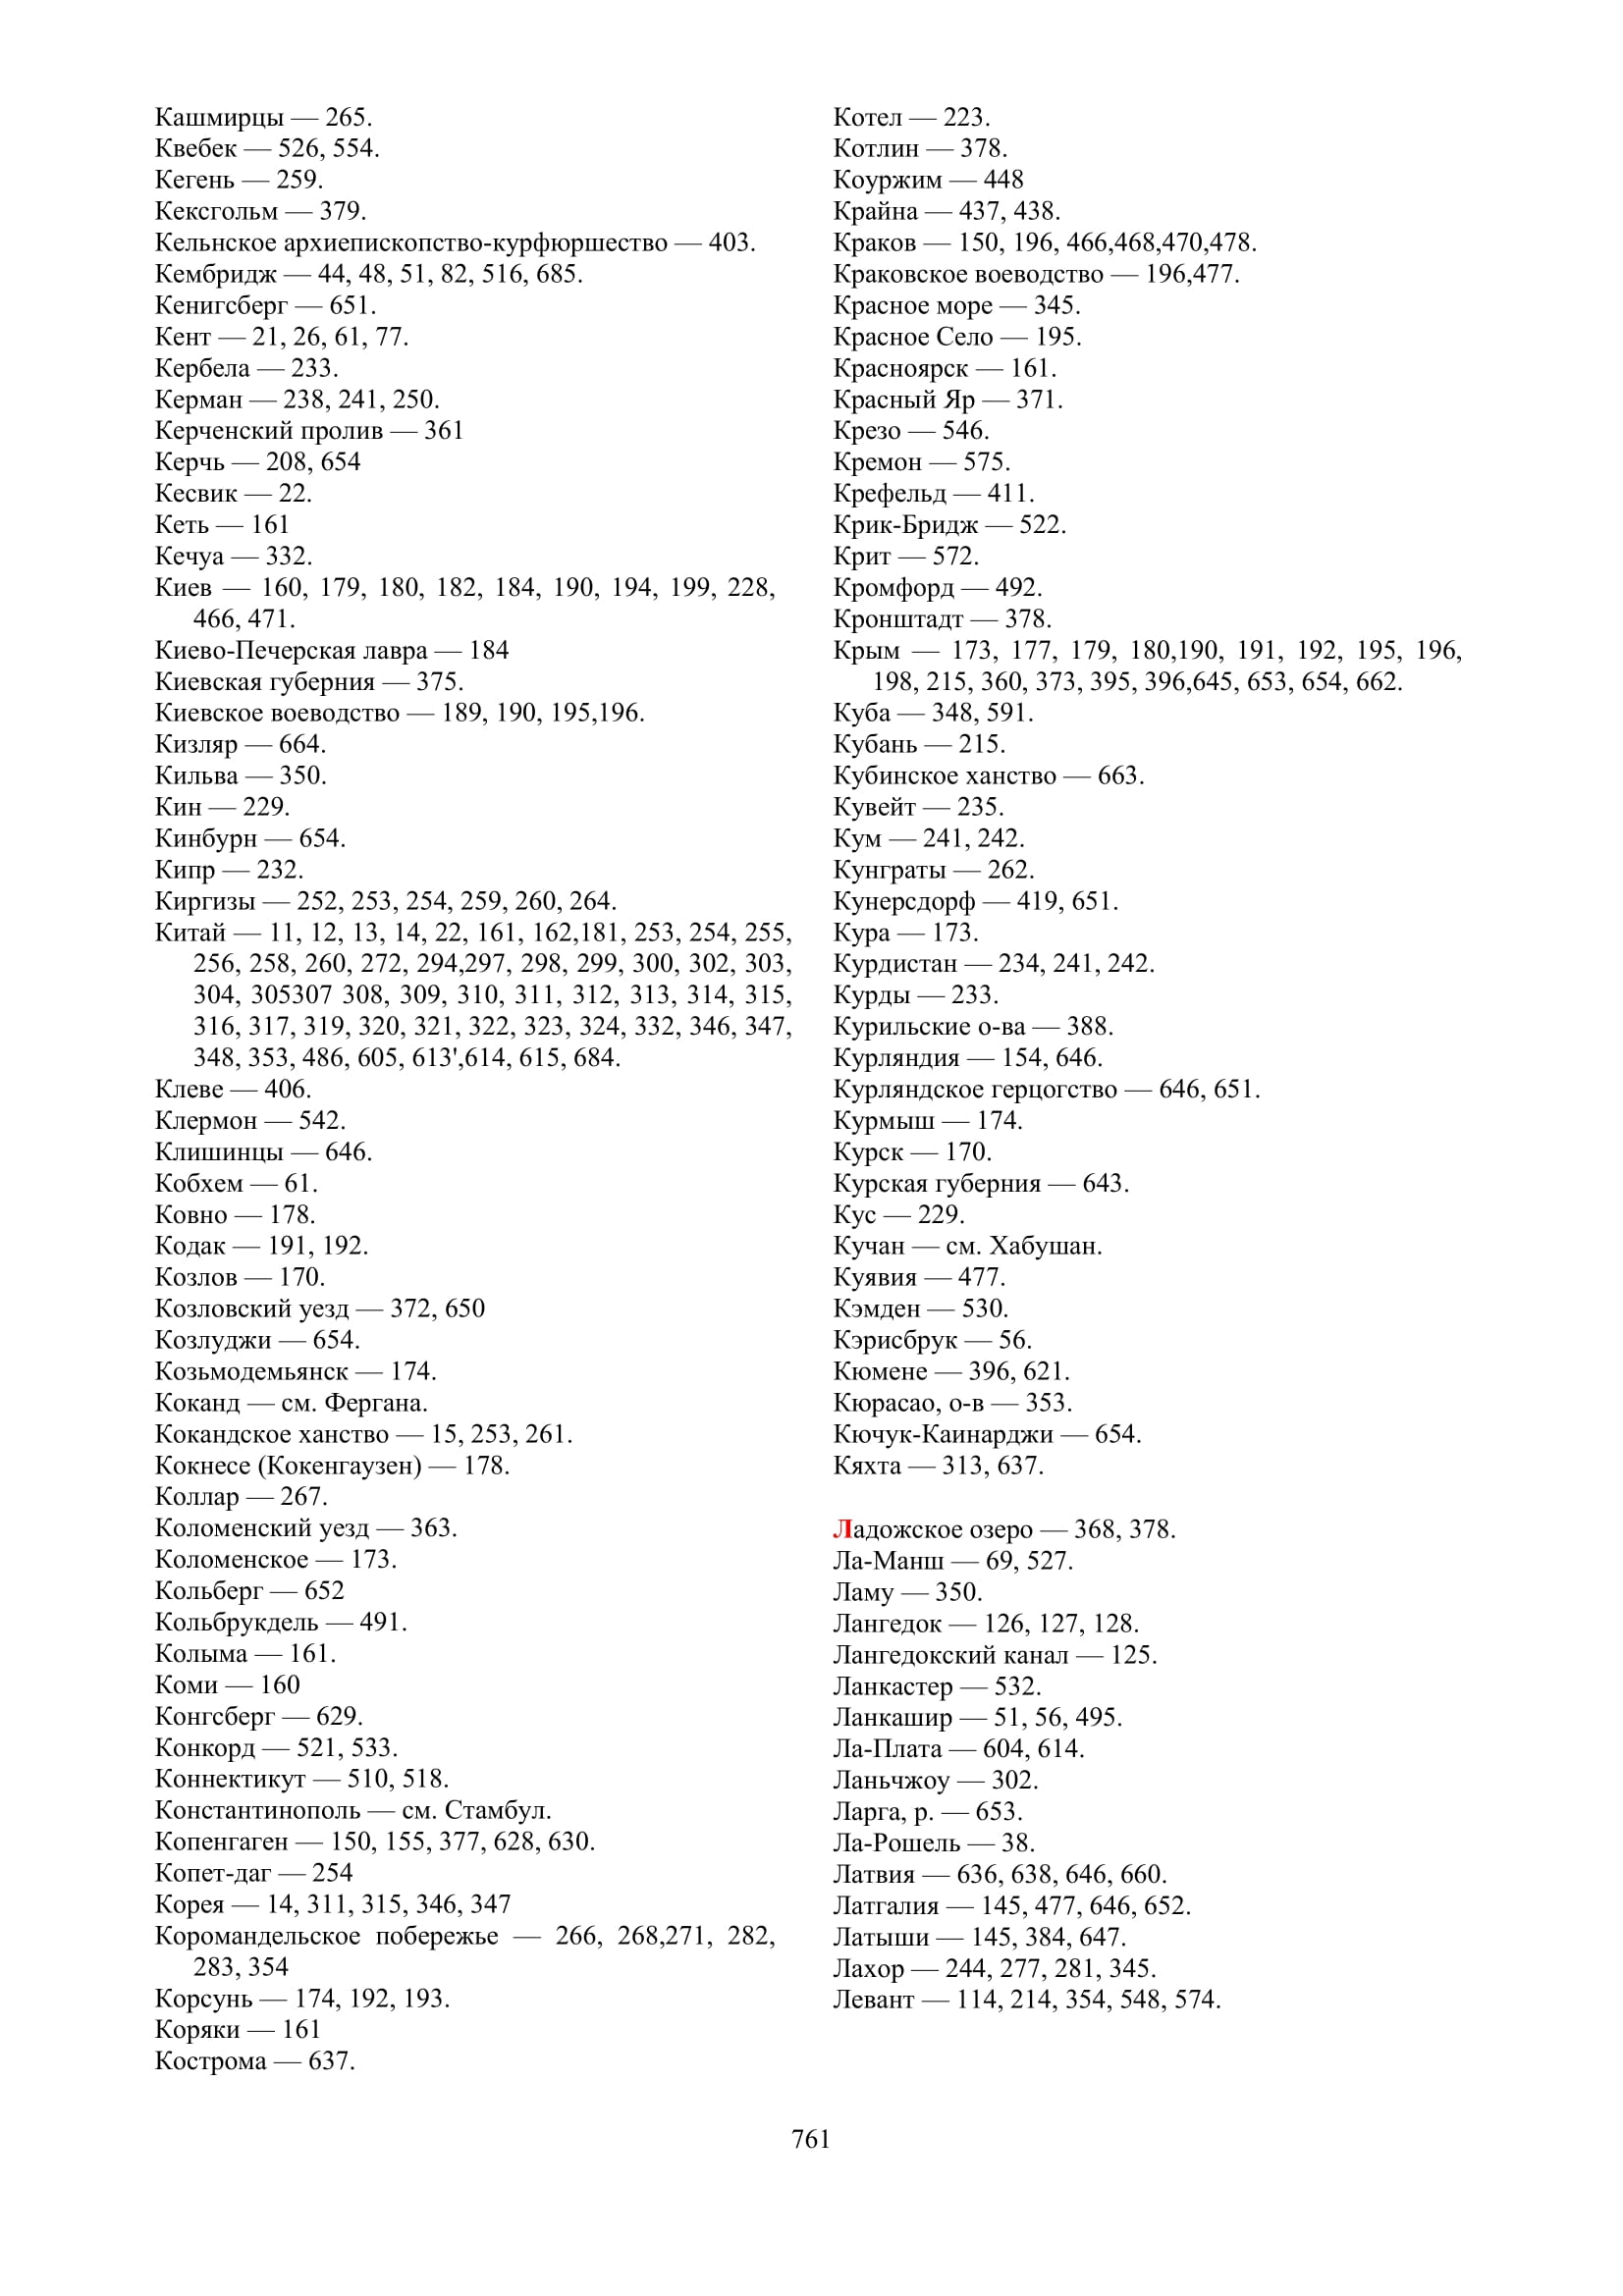 Кашмирцы — 265.
Квебек — 526, 554.
Кегень — 259.
Кексгольм — 379.
Кельнское архиепископство-курфюршество — 403.
Кембридж — 44, 48, 51, 82, 516, 685.
Кенигсберг — 651.
Кент — 21, 26, 61, 77.
Кербела — 233.
Керман — 238, 241, 250.
Керченский пролив — 361
Керчь — 208, 654
Кесвик — 22.
Кеть — 161
Кечуа — 332.
Киев — 160, 179, 180, 182, 184, 190, 194, 199, 228,
466, 471.
Киево-Печерская лавра — 184
Киевская губерния — 375.
Киевское воеводство — 189, 190, 195,196.
Кизляр — 664.
Кильва — 350.
Кин — 229.
Кинбурн — 654.
Кипр — 232.
Киргизы — 252, 253, 254, 259, 260, 264.
Китай — 11, 12, 13, 14, 22, 161, 162,181, 253, 254, 255,
256, 258, 260, 272, 294,297, 298, 299, 300, 302, 303,
304, 305307 308, 309, 310, 311, 312, 313, 314, 315,
316, 317, 319, 320, 321, 322, 323, 324, 332, 346, 347,
348, 353, 486, 605, 613',614, 615, 684.
Клеве — 406.
Клермон — 542.
Клишинцы — 646.
Кобхем — 61.
Ковно — 178.
Кодак — 191, 192.
Козлов — 170.
Козловский уезд — 372, 650
Козлуджи — 654.
Козьмодемьянск — 174.
Коканд — см. Фергана.
Кокандское ханство — 15, 253, 261.
Кокнесе (Кокенгаузен) — 178.
Коллар — 267.
Коломенский уезд — 363.
Коломенское — 173.
Кольберг — 652
Кольбрукдель — 491.
Колыма — 161.
Коми — 160
Конгсберг — 629.
Конкорд — 521, 533.
Коннектикут — 510, 518.
Константинополь — см. Стамбул.
Копенгаген — 150, 155, 377, 628, 630.
Копет-даг — 254
Корея — 14, 311, 315, 346, 347
Коромандельское побережье — 266, 268,271, 282,
283, 354
Корсунь — 174, 192, 193.
Коряки — 161
Кострома — 637.
Котел — 223.
Котлин — 378.
Коуржим — 448
Крайна — 437, 438.
Краков — 150, 196, 466,468,470,478.
Краковское воеводство — 196,477.
Красное море — 345.
Красное Село — 195.
Красноярск — 161.
Красный Яр — 371.
Крезо — 546.
Кремон — 575.
Крефельд — 411.
Крик-Бридж — 522.
Крит — 572.
Кромфорд — 492.
Кронштадт — 378.
Крым — 173, 177, 179, 180,190, 191, 192, 195, 196,
198, 215, 360, 373, 395, 396,645, 653, 654, 662.
Куба — 348, 591.
Кубань — 215.
Кубинское ханство — 663.
Кувейт — 235.
Кум — 241, 242.
Кунграты — 262.
Кунерсдорф — 419, 651.
Кура — 173.
Курдистан — 234, 241, 242.
Курды — 233.
Курильские о-ва — 388.
Курляндия — 154, 646.
Курляндское герцогство — 646, 651.
Курмыш — 174.
Курск — 170.
Курская губерния — 643.
Кус — 229.
Кучан — см. Хабушан.
Куявия — 477.
Кэмден — 530.
Кэрисбрук — 56.
Кюмене — 396, 621.
Кюрасао, о-в — 353.
Кючук-Каинарджи — 654.
Кяхта — 313, 637.
Ладожское озеро — 368, 378.
Ла-Манш — 69, 527.
Ламу — 350.
Лангедок — 126, 127, 128.
Лангедокский канал — 125.
Ланкастер — 532.
Ланкашир — 51, 56, 495.
Ла-Плата — 604, 614.
Ланьчжоу — 302.
Ларга, р. — 653.
Ла-Рошель — 38.
Латвия — 636, 638, 646, 660.
Латгалия — 145, 477, 646, 652.
Латыши — 145, 384, 647.
Лахор — 244, 277, 281, 345.
Левант — 114, 214, 354, 548, 574.
761